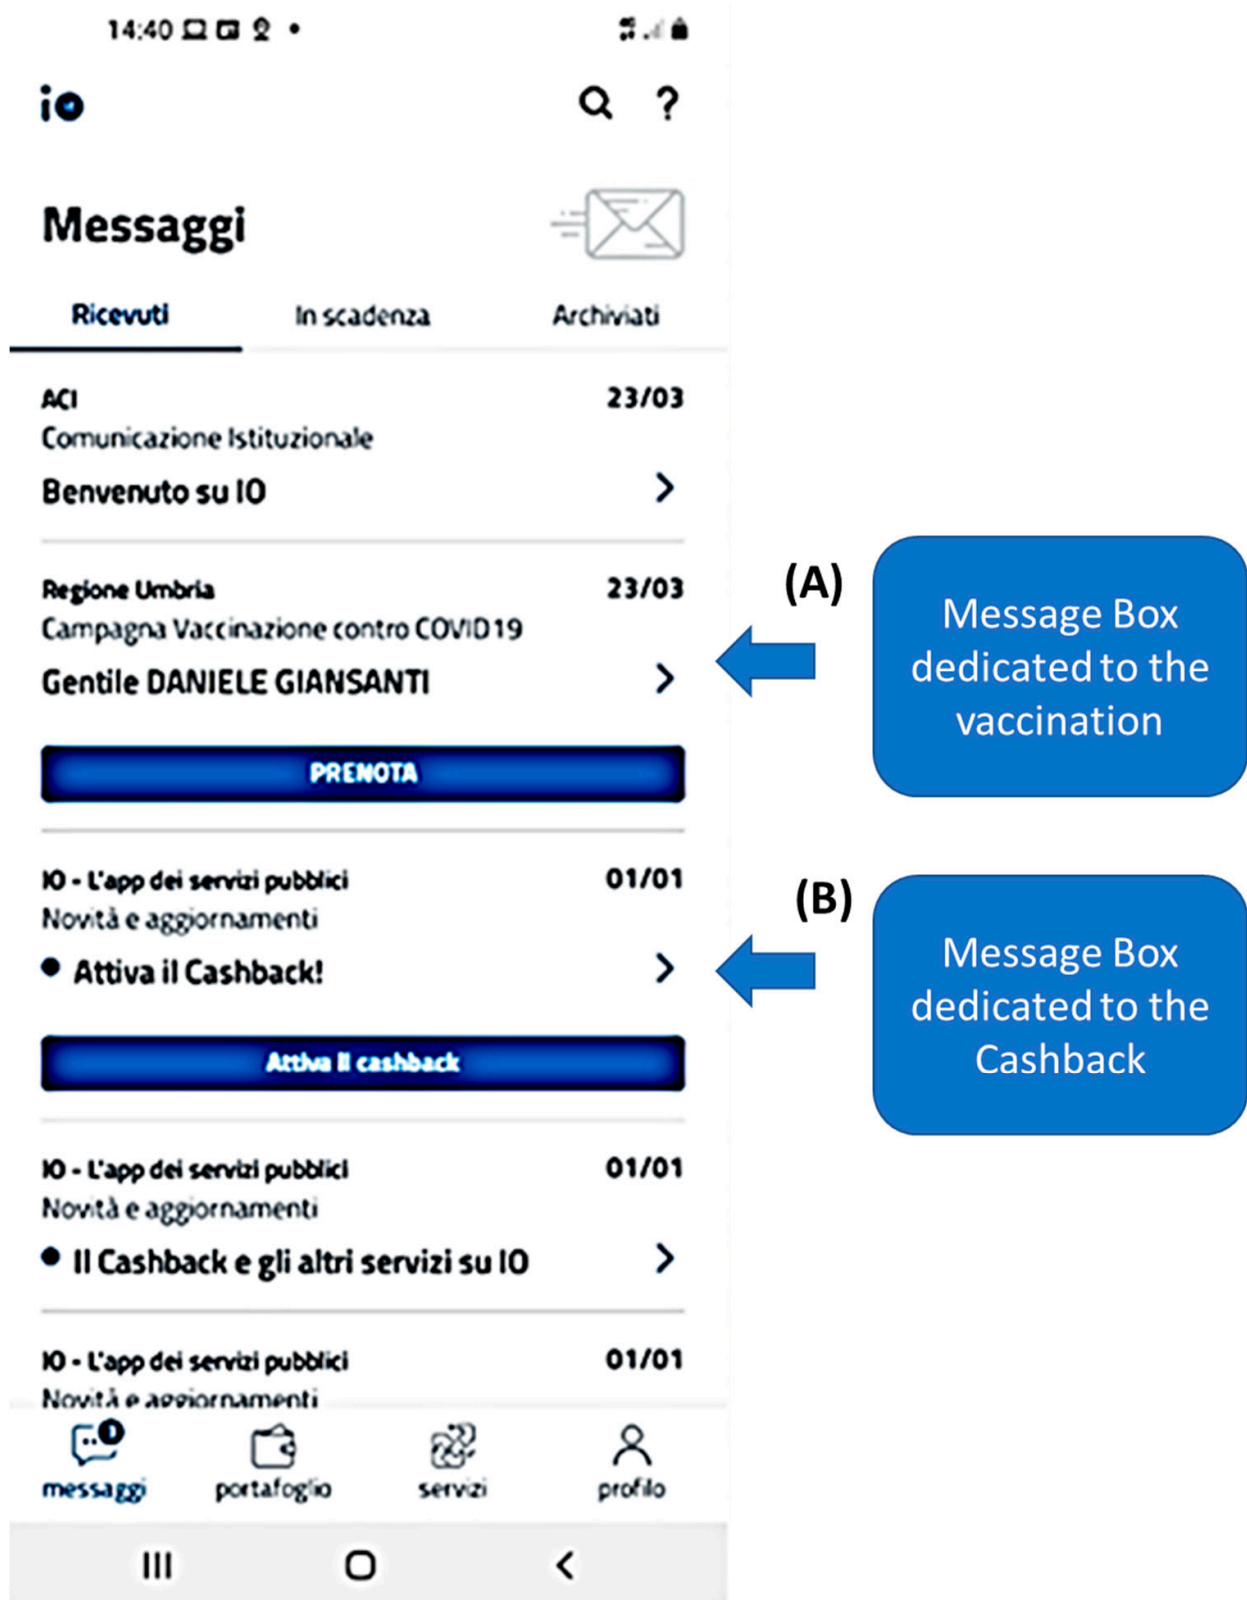 14:40
io
?
Messaggi
Ricevuti
In scadenza
Archiviati
ACI
23/03
Comunicazione Istituzionale
Benvenuto su IO
Regione Umbria
23/03
Campagna Vaccinazione contro COVID19
Gentile DANIELE GIANSANTI
PRENOTA
IO - L'app dei servizi pubblici
01/01
Novità e aggiornamenti
Attiva il Cashback!
Attiva Il cashback
IO - L'app dei servizi pubblici
01/01
Novità e aggiornamenti
Il Cashback e gli altri servizi su IO
IO - L'app dei servizi pubblici
01/01
Novità e aggiornamenti
messaggi
portafoglio
servizi
profilo
(A)
Message Box
dedicated to the
vaccination
(B)
Message Box
dedicated to the
Cashback